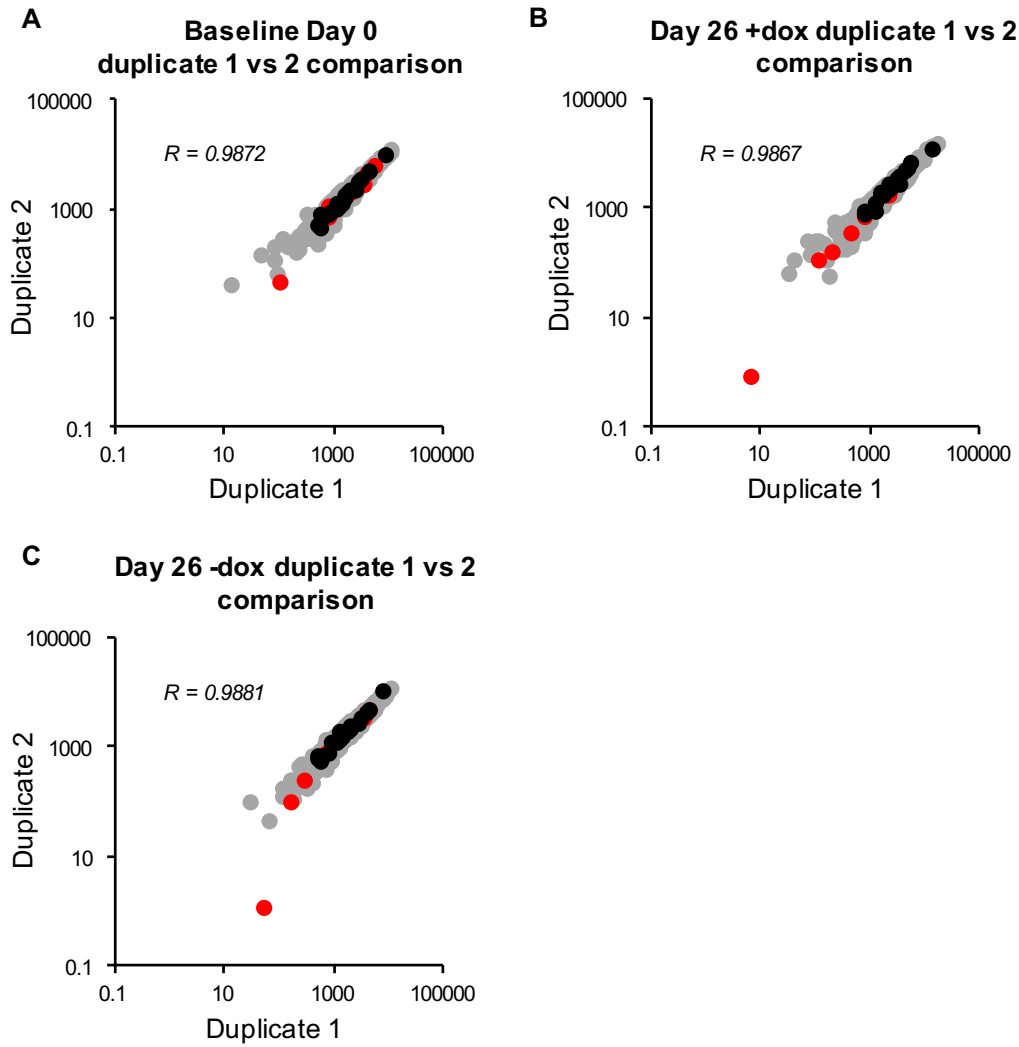 A
Baseline Day 0
duplicate 1 vs 2 comparison
100000
R = 0.9872
1000
Duplicate 2
10
0.1
0.1 10 1000 100000
Duplicate 1
B
Day 26 +dox duplicate 1 vs 2
comparison
100000
R = 0.9867
1000
Duplicate 2
10
0.1
0.1 10 1000 100000
Duplicate 1
C
Day 26 -dox duplicate 1 vs 2
comparison
100000
R = 0.9881
1000
Duplicate 2
10
0.1
0.1 10 1000 100000
Duplicate 1